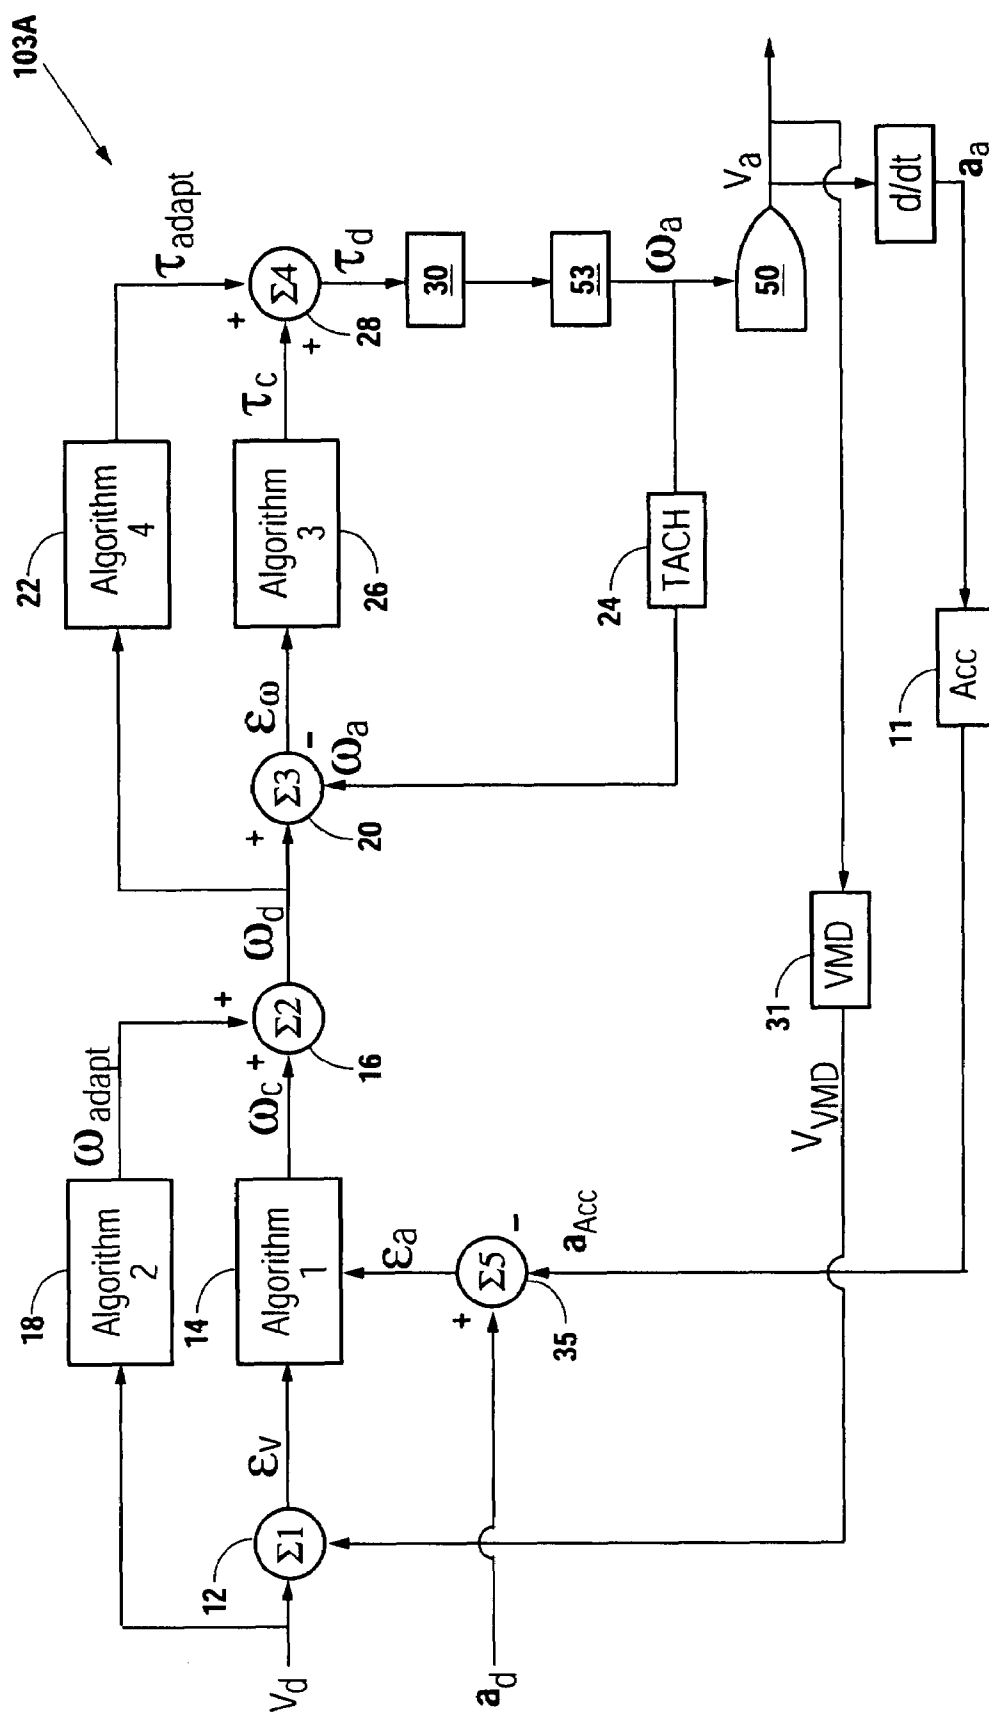 103A
τadapt
22
Algorithm
4
18
Algorithm
2
ωadapt
Vd
12
Σ1
εv
14
Algorithm
1
ωc
+
+
Σ2
16
ωd
+
Σ3
20
-
ωa
εω
Algorithm
3
26
τc
+
+
Σ4
28
τd
30
53
ωa
24
TACH
50
Va
d/dt
aa
ad
+
Σ5
35
-
εa
aAcc
VVMD
31
VMD
11
Acc